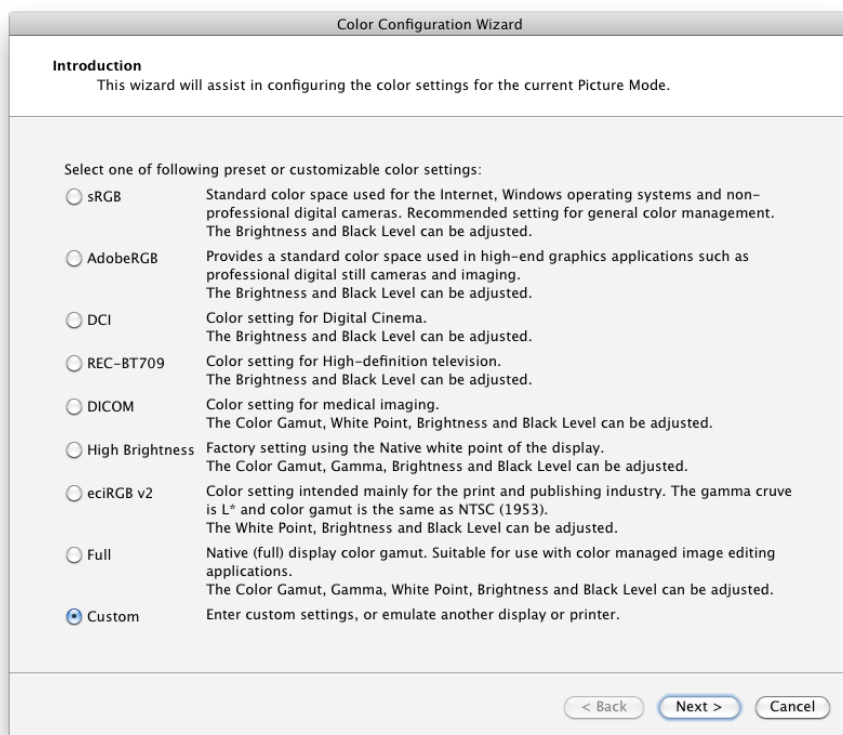 Color Configuration Wizard
Introduction
This wizard will assist in configuring the color settings for the current Picture Mode.
Select one of following preset or customizable color settings:
sRGB
Standard color space used for the Internet, Windows operating systems and non-
professional digital cameras. Recommended setting for general color management.
The Brightness and Black Level can be adjusted.
AdobeRGB
Provides a standard color space used in high-end graphics applications such as
professional digital still cameras and imaging.
The Brightness and Black Level can be adjusted.
DCI
Color setting for Digital Cinema.
The Brightness and Black Level can be adjusted.
REC-BT709
Color setting for High-definition television.
The Brightness and Black Level can be adjusted.
DICOM
Color setting for medical imaging.
The Color Gamut, White Point, Brightness and Black Level can be adjusted.
High Brightness
Factory setting using the Native white point of the display.
The Color Gamut, Gamma, Brightness and Black Level can be adjusted.
eciRGB v2
Color setting intended mainly for the print and publishing industry. The gamma cruve
is L* and color gamut is the same as NTSC (1953).
The White Point, Brightness and Black Level can be adjusted.
Full
Native (full) display color gamut. Suitable for use with color managed image editing
applications.
The Color Gamut, Gamma, White Point, Brightness and Black Level can be adjusted.
Custom
Enter custom settings, or emulate another display or printer.
< Back
Next >
Cancel